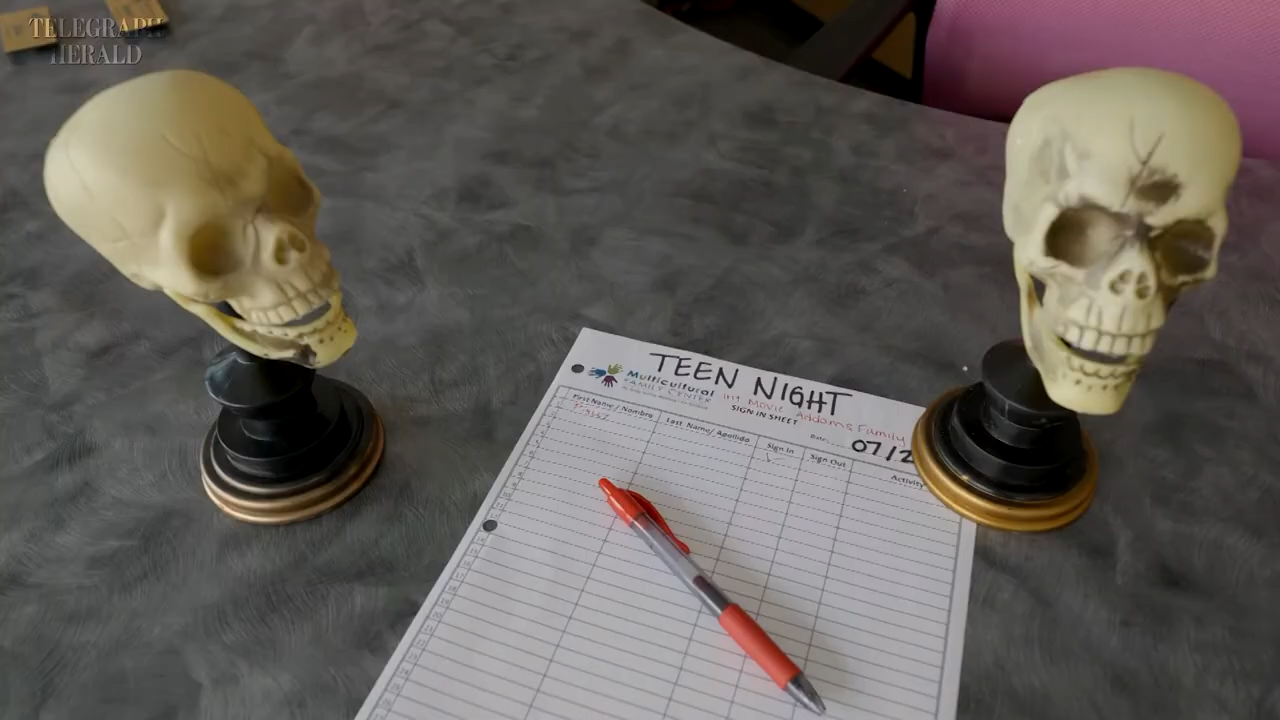 TELEGRAPH
HERALD
TEEN NIGHT
Multicultural
FAMILY CENTER
Int Movie Addams Family
SIGN IN SHEET
Date:
07/2
First Name / Nombre
Last Name / Apellido
Sign In
Sign Out
Activity